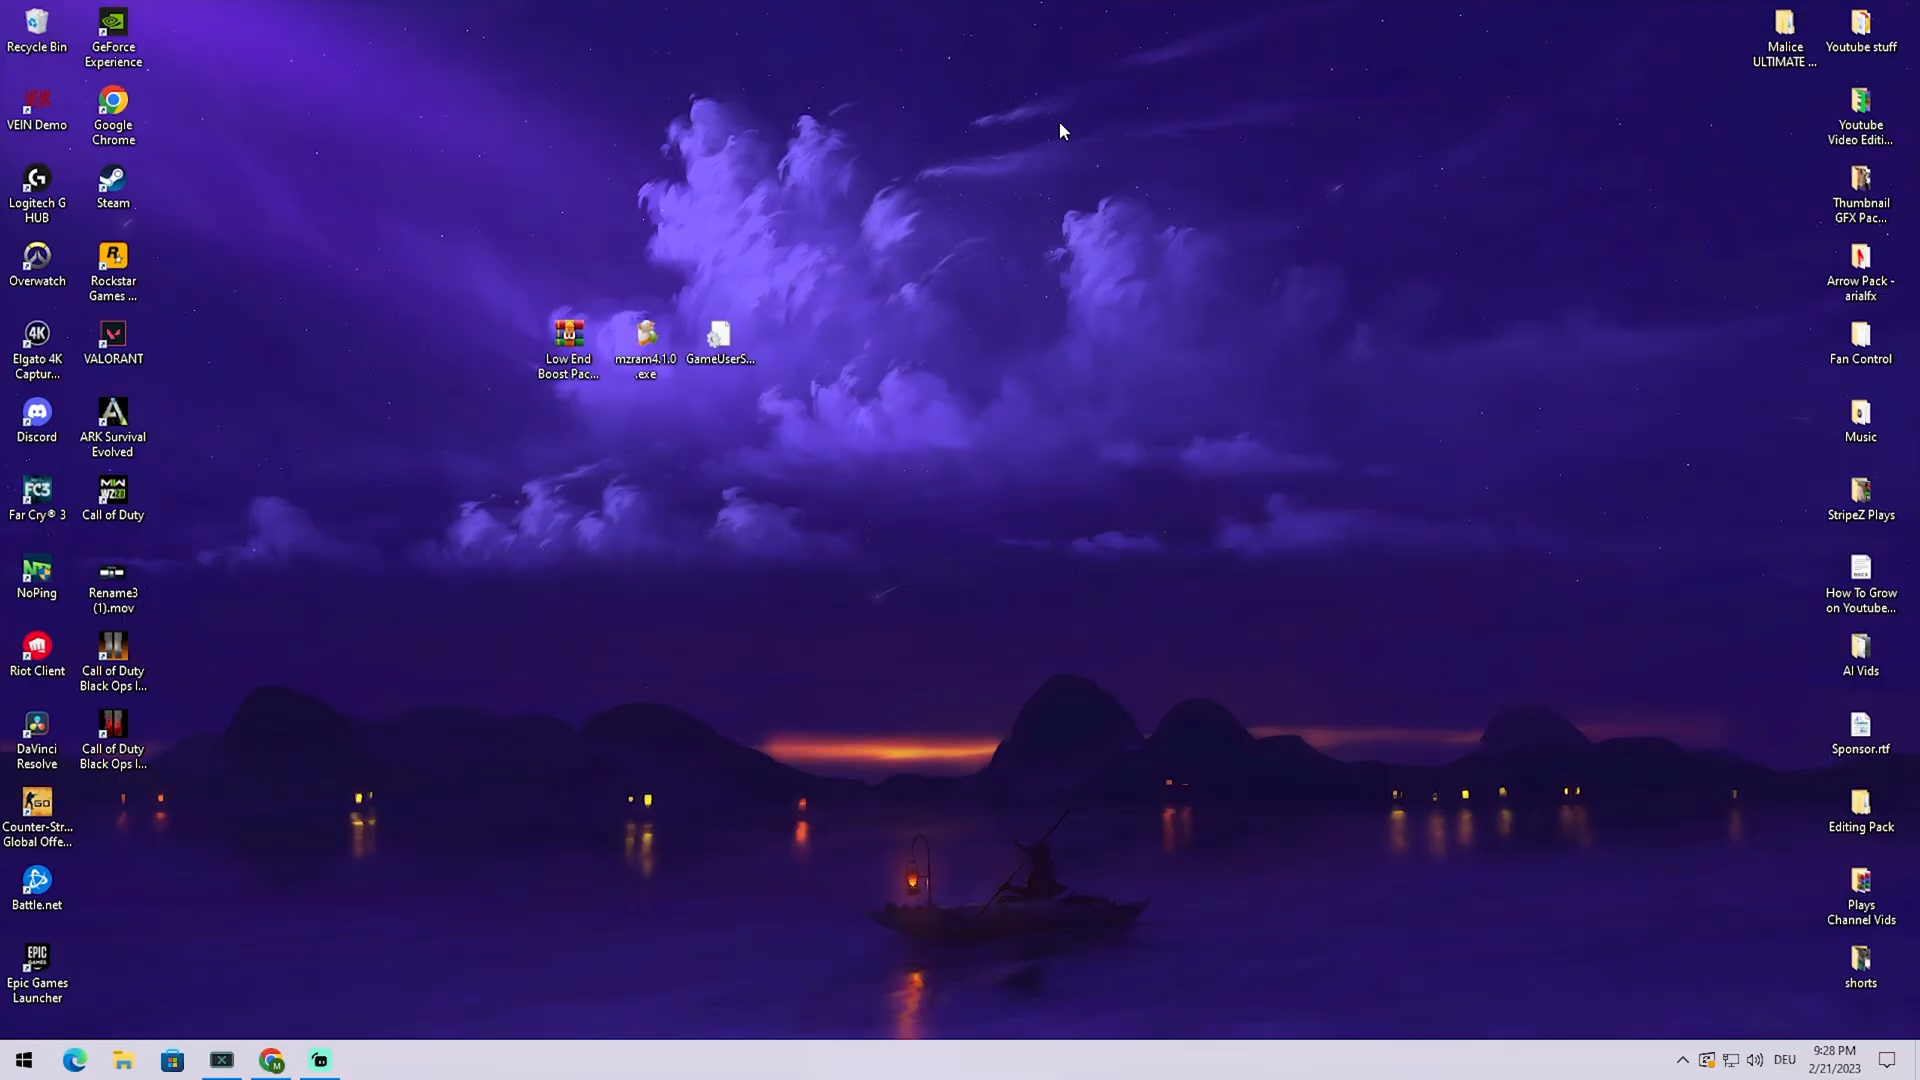 Recycle Bin
GeForce
Experience
VEIN Demo
Google
Chrome
Logitech G
HUB
Steam
Overwatch
Rockstar
Games ...
Elgato 4K
Captur...
VALORANT
Discord
ARK Survival
Evolved
Far Cry® 3
Call of Duty
NoPing
Rename3
(1).mov
Riot Client
Call of Duty
Black Ops I...
DaVinci
Resolve
Call of Duty
Black Ops I...
Counter-Str...
Global Offe...
Battle.net
Epic Games
Launcher
Low End
Boost Pac...
mzram4.1.0
.exe
GameUserS...
Malice
ULTIMATE ...
Youtube stuff
Youtube
Video Editi...
Thumbnail
GFX Pac...
Arrow Pack -
arialfx
Fan Control
Music
StripeZ Plays
How To Grow
on Youtube...
AI Vids
Sponsor.rtf
Editing Pack
Plays
Channel Vids
shorts
DEU
9:28 PM
2/21/2023